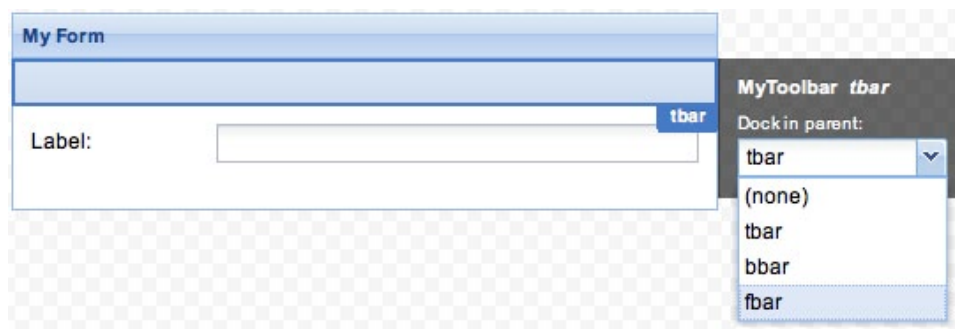 My Form
tbar
Label:
MyToolbar tbar
Dock in parent:
tbar
(none)
tbar
bbar
fbar